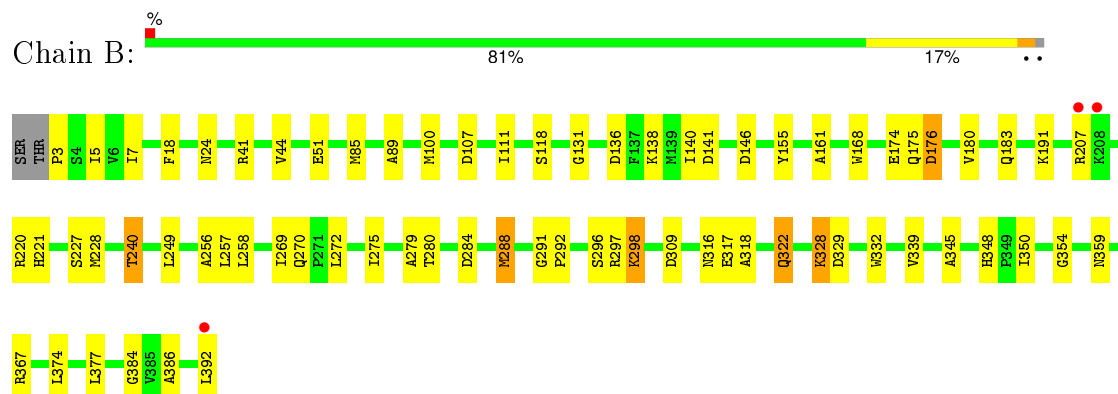 %
Chain B:
81% 17% • •
SER THR P3 S4 I5 V6 I7 F18 N24 R41 V44 E51 M85 A89 M100 D107 I111 S118 G131 D136 F137 K138 M139 I140 D141 D146 Y155 A161 W168 E174 Q175 D176 V180 Q183 K191 R207 K208
R220 H221 S227 M228 T240 L249 A256 L257 L258 I269 Q270 P271 L272 I275 A279 T280 D284 M288 G291 P292 S296 R297 K298 D309 N316 E317 A318 Q322 K328 D329 W332 V339 A345 H348 P349 I350 G354 N359
R367 L374 L377 G384 V385 A386 L392